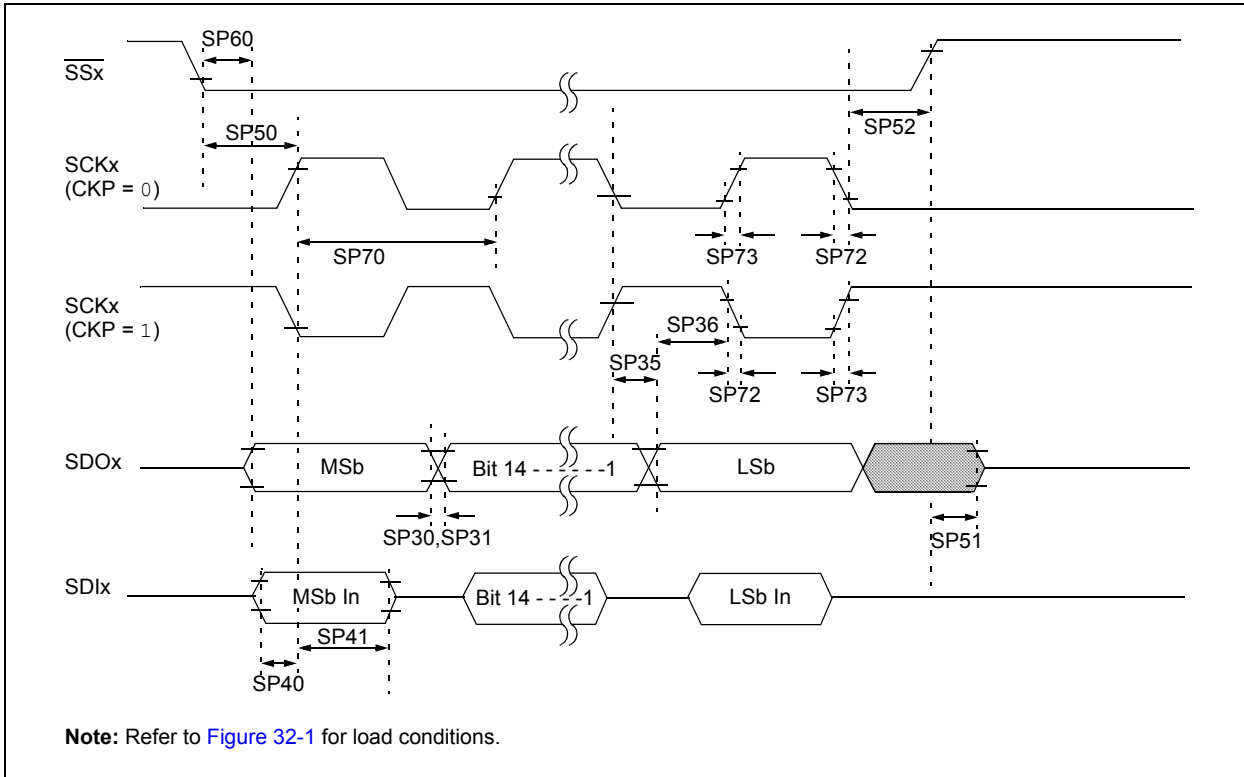 SP60
SSx
SP50
SP52
SCKx
(CKP = 0)
SP70
SP73
SP72
SCKx
(CKP = 1)
SP36
SP35
SP72
SP73
SDOx
MSb
Bit 14 - - - - - -1
LSb
SP30,SP31
SP51
SDIx
MSb In
Bit 14 - - - -1
LSb In
SP41
SP40
Note: Refer to Figure 32-1 for load conditions.